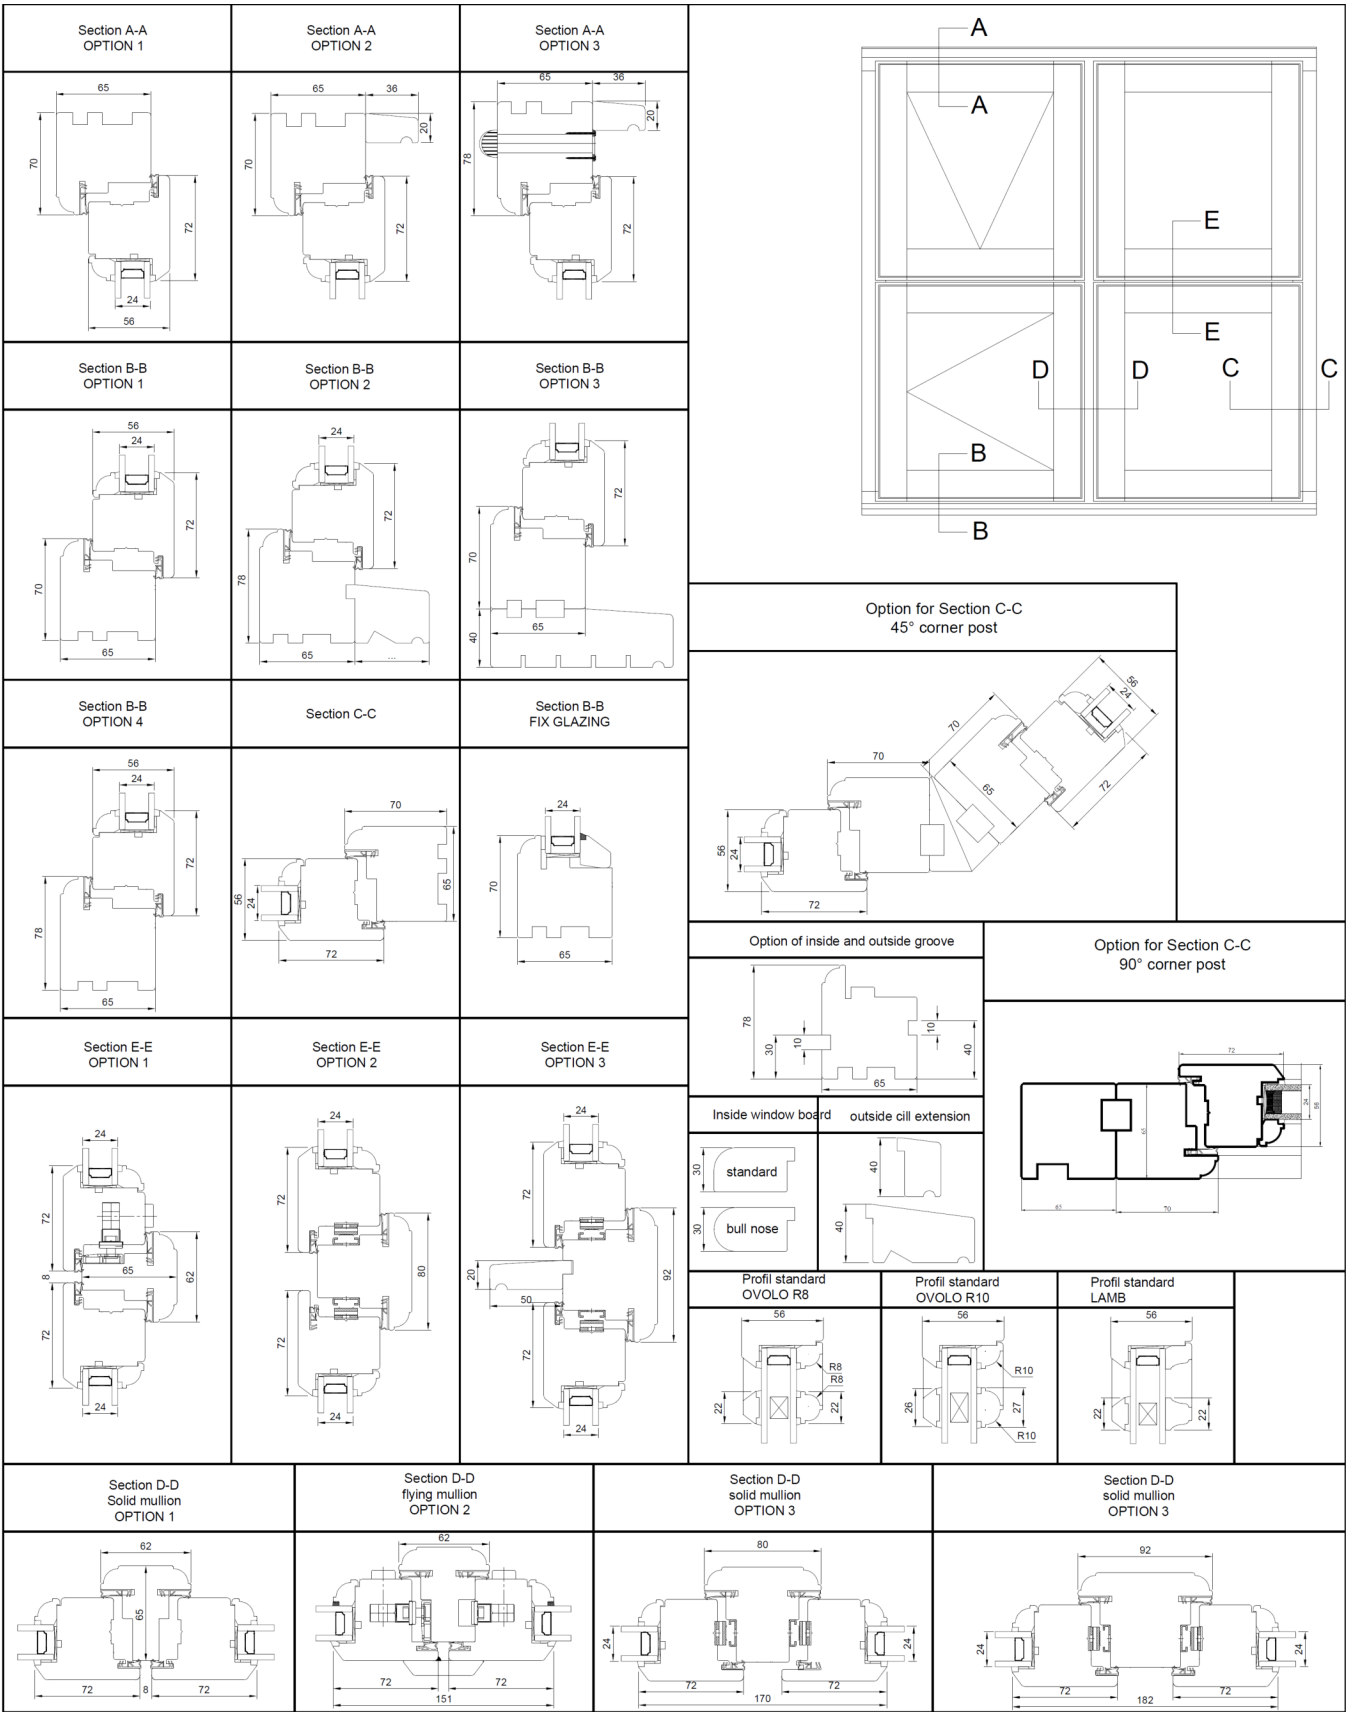 Section A-A
OPTION 1
Section A-A
OPTION 2
Section A-A
OPTION 3
65
70
72
24
56
65
36
20
70
72
65
36
20
78
72
A
A
E
E
D
D
C
C
B
B
Section B-B
OPTION 1
Section B-B
OPTION 2
Section B-B
OPTION 3
56
24
72
70
65
24
72
78
65
...
72
70
65
40
Section B-B
OPTION 4
Section C-C
Section B-B
FIX GLAZING
56
24
72
78
65
70
65
56
24
72
24
70
65
Option for Section C-C
45° corner post
56
24
70
72
65
70
56
24
72
Option of inside and outside groove
78
30
10
10
40
65
Option for Section C-C
90° corner post
72
24
65
65
70
Inside window board
outside cill extension
30
standard
30
bull nose
40
40
Section E-E
OPTION 1
Section E-E
OPTION 2
Section E-E
OPTION 3
24
72
65
62
8
72
24
24
72
80
72
24
24
72
20
50
92
72
24
Profil standard
OVOLO R8
Profil standard
OVOLO R10
Profil standard
LAMB
56
R8
R8
22
22
56
R10
26
27
R10
56
22
22
Section D-D
Solid mullion
OPTION 1
Section D-D
flying mullion
OPTION 2
Section D-D
solid mullion
OPTION 3
Section D-D
solid mullion
OPTION 3
62
65
72
8
72
62
72
72
151
80
24
24
72
72
170
92
24
24
72
72
182